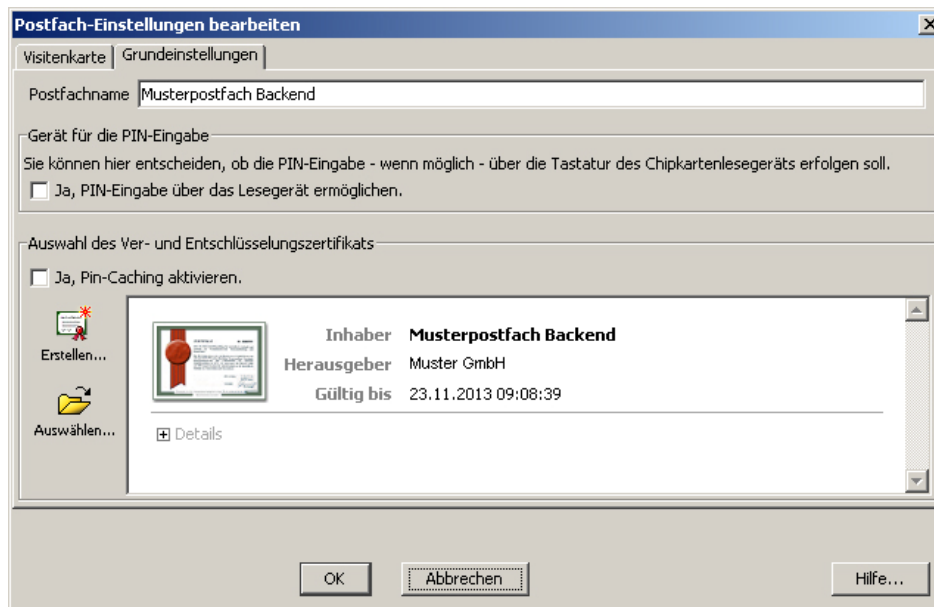 Postfach-Einstellungen bearbeiten
Visitenkarte Grundeinstellungen
Postfachname Musterpostfach Backend
Gerät für die PIN-Eingabe
Sie können hier entscheiden, ob die PIN-Eingabe - wenn möglich - über die Tastatur des Chipkartenlesegeräts erfolgen soll.
Ja, PIN-Eingabe über das Lesegerät ermöglichen.
Auswahl des Ver- und Entschlüsselungszertifikats
Ja, Pin-Caching aktivieren.
Erstellen...
Auswählen...
Inhaber Musterpostfach Backend
Herausgeber Muster GmbH
Gültig bis 23.11.2013 09:08:39
Details
OK Abbrechen Hilfe...